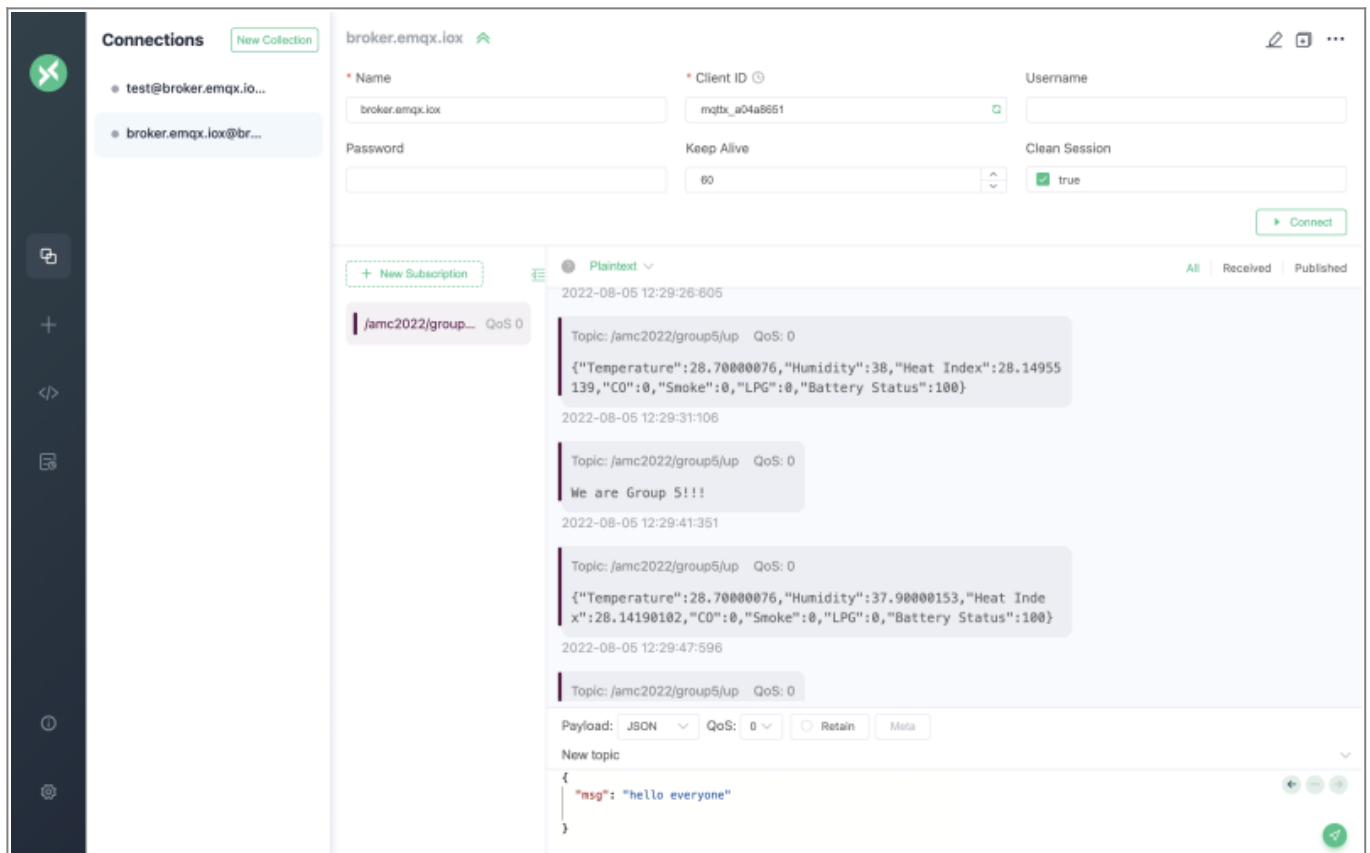 Connections
New Collection
test@broker.emqx.io...
broker.emqx.iox@br...
broker.emqx.iox
* Name
* Client ID
Username
broker.emqx.iox
mqttx_a04a8651
Password
Keep Alive
Clean Session
60
true
Connect
+ New Subscription
/amc2022/group... QoS 0
Plaintext
All
Received
Published
2022-08-05 12:29:26:605
Topic: /amc2022/group5/up QoS: 0
{"Temperature":28.70000076,"Humidity":38,"Heat Index":28.14955
139,"CO":0,"Smoke":0,"LPG":0,"Battery Status":100}
2022-08-05 12:29:31:106
Topic: /amc2022/group5/up QoS: 0
We are Group 5!!!
2022-08-05 12:29:41:351
Topic: /amc2022/group5/up QoS: 0
{"Temperature":28.70000076,"Humidity":37.90000153,"Heat Inde
x":28.14190102,"CO":0,"Smoke":0,"LPG":0,"Battery Status":100}
2022-08-05 12:29:47:596
Topic: /amc2022/group5/up QoS: 0
Payload: JSON QoS: 0 Retain Meta
New topic
{
"msg": "hello everyone"
}